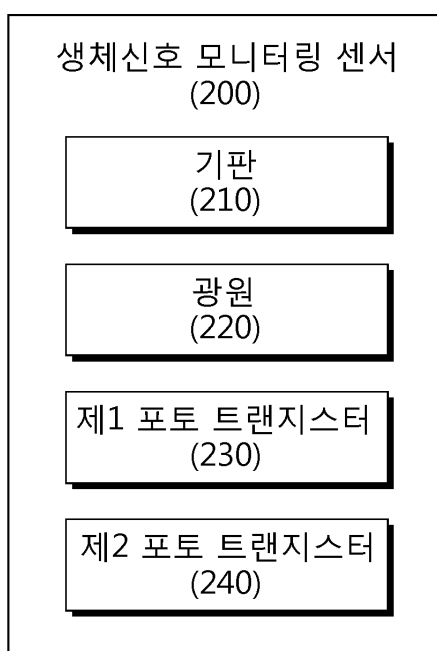 생체신호 모니터링 센서
(200)
기판
(210)
광원
(220)
제1 포토 트랜지스터
(230)
제2 포토 트랜지스터
(240)